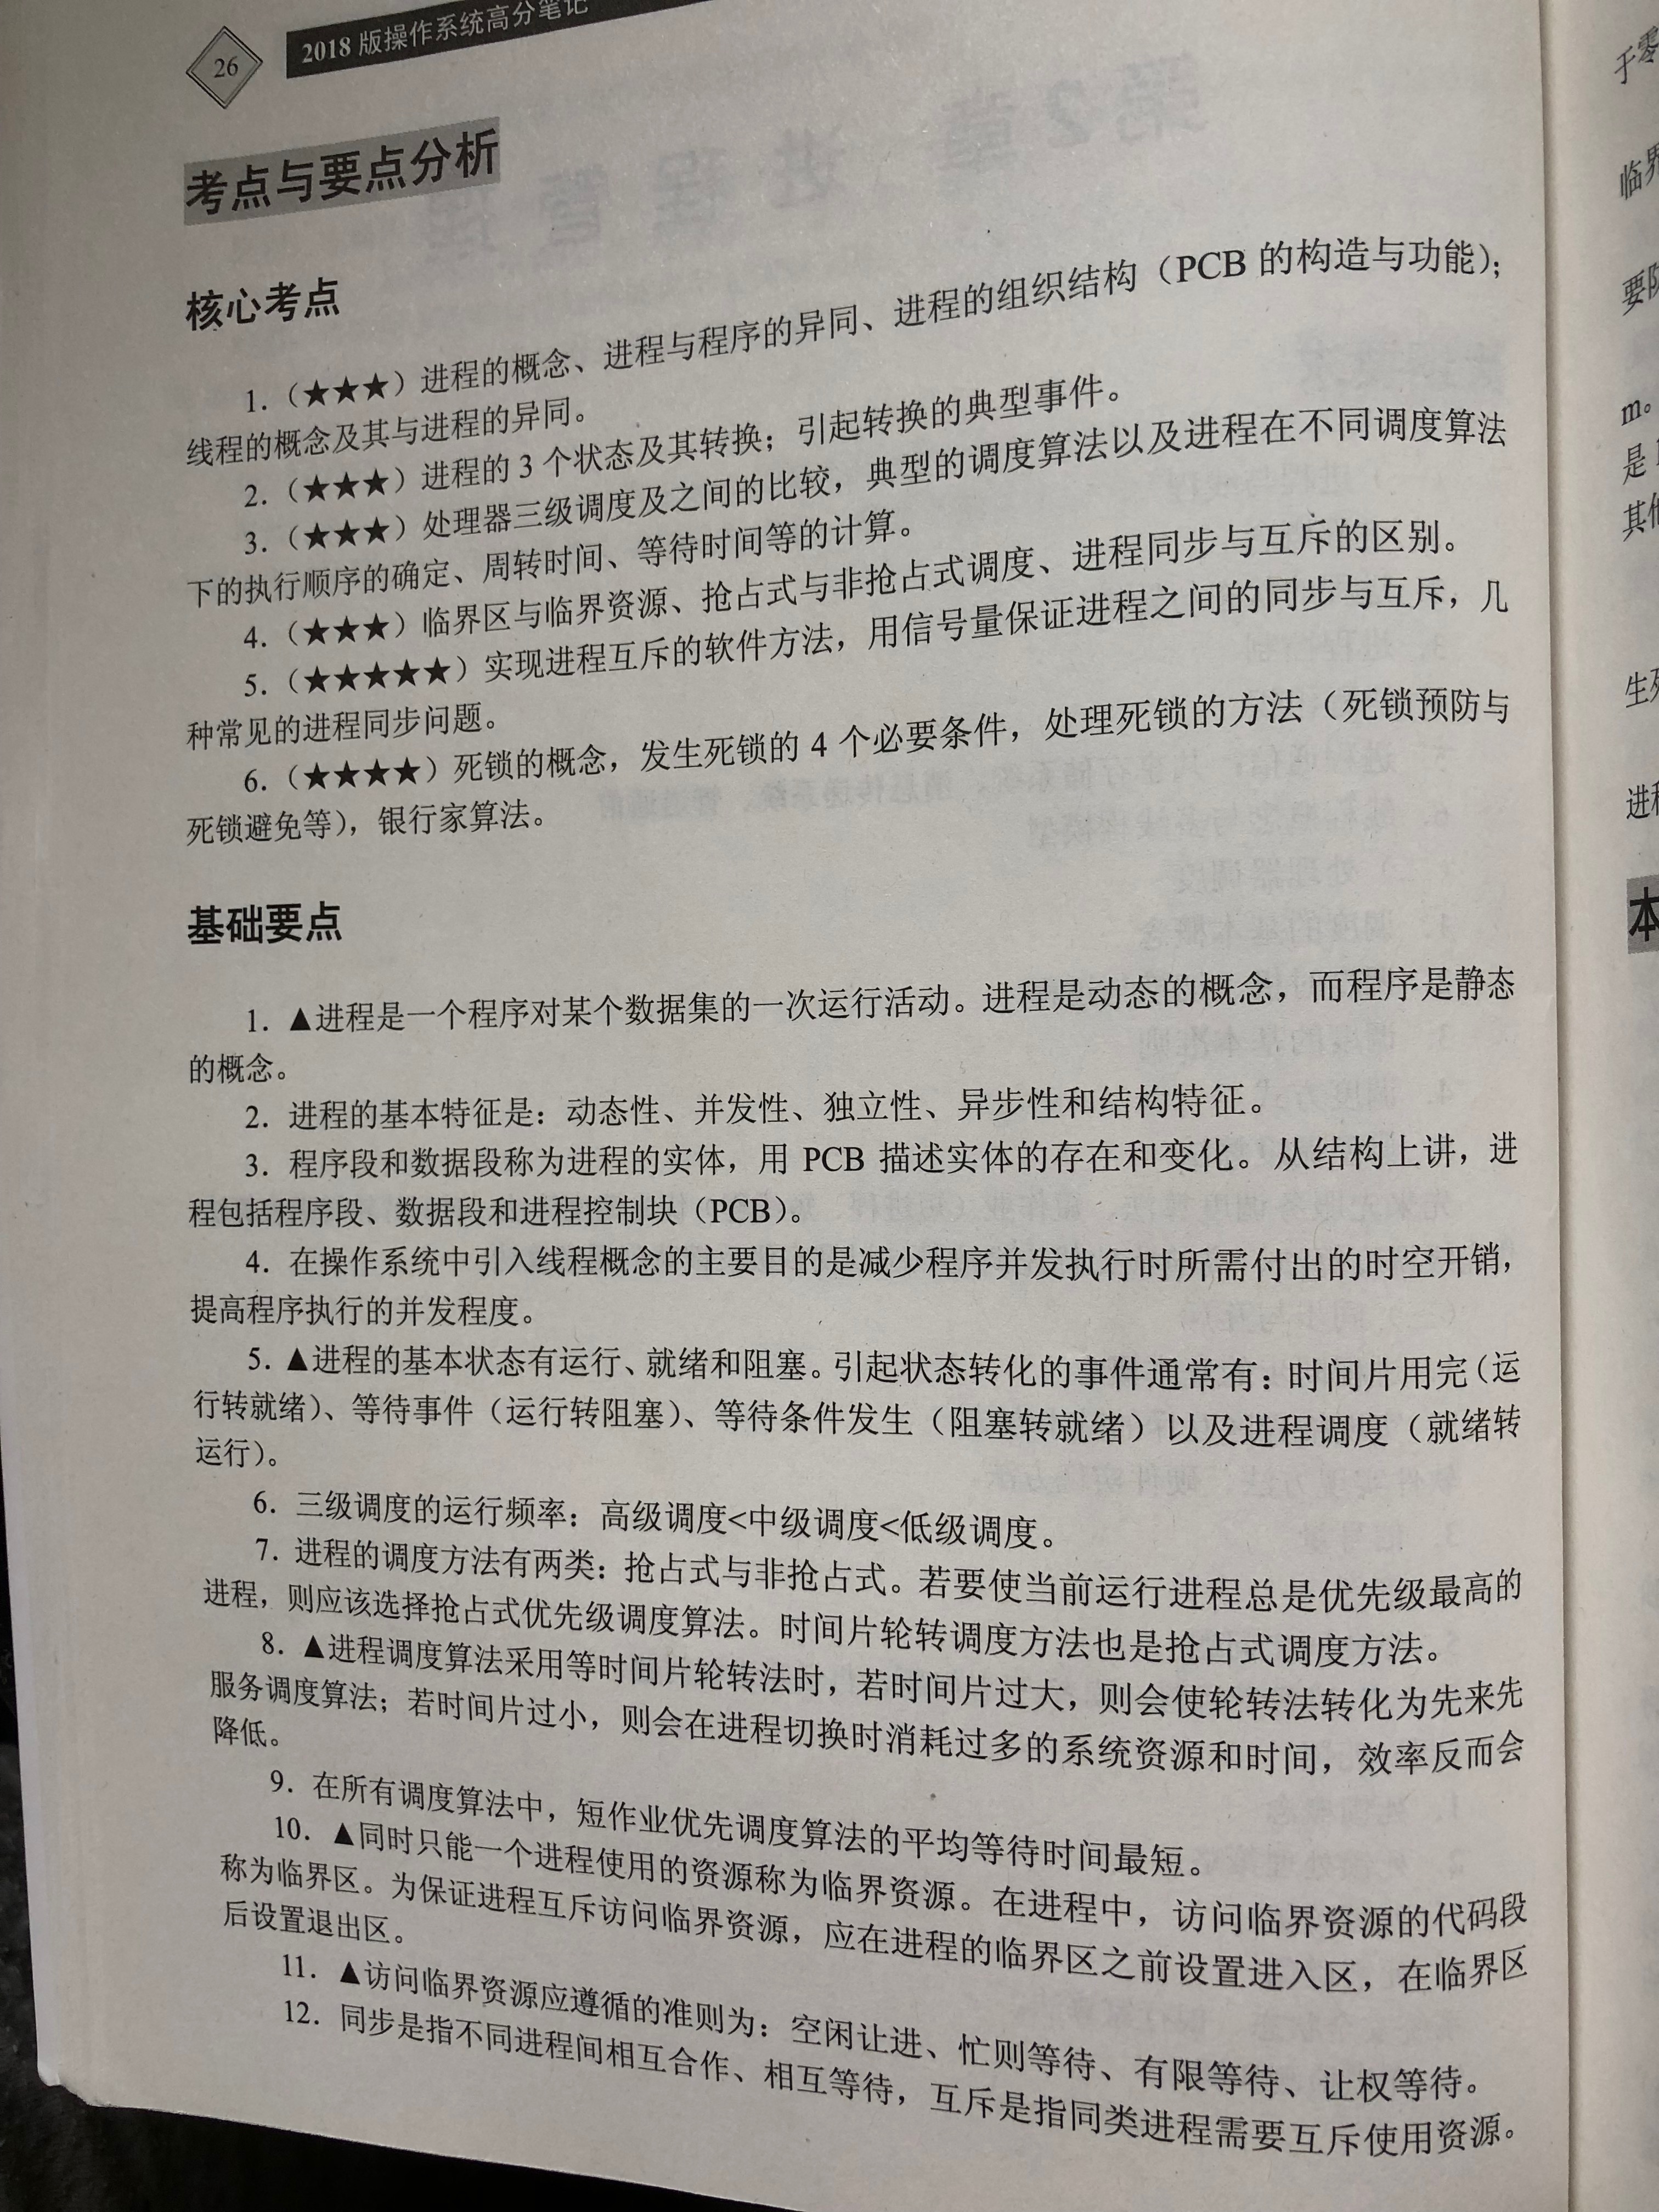 26
2018 版操作系统高分笔记
考点与要点分析
核心考点
1.（★★★）进程的概念、进程与程序的异同、进程的组织结构（PCB 的构造与功能）；
线程的概念及其与进程的异同。
2.（★★★）进程的 3 个状态及其转换；引起转换的典型事件。
3.（★★★）处理器三级调度及之间的比较，典型的调度算法以及进程在不同调度算法
下的执行顺序的确定、周转时间、等待时间等的计算。
4.（★★★）临界区与临界资源、抢占式与非抢占式调度、进程同步与互斥的区别。
5.（★★★★★）实现进程互斥的软件方法，用信号量保证进程之间的同步与互斥，几
种常见的进程同步问题。
6.（★★★★）死锁的概念，发生死锁的 4 个必要条件，处理死锁的方法（死锁预防与
死锁避免等），银行家算法。
基础要点
1. ▲进程是一个程序对某个数据集的一次运行活动。进程是动态的概念，而程序是静态
的概念。
2. 进程的基本特征是：动态性、并发性、独立性、异步性和结构特征。
3. 程序段和数据段称为进程的实体，用 PCB 描述实体的存在和变化。从结构上讲，进
程包括程序段、数据段和进程控制块（PCB）。
4. 在操作系统中引入线程概念的主要目的是减少程序并发执行时所需付出的时空开销，
提高程序执行的并发程度。
5. ▲进程的基本状态有运行、就绪和阻塞。引起状态转化的事件通常有：时间片用完（运
行转就绪）、等待事件（运行转阻塞）、等待条件发生（阻塞转就绪）以及进程调度（就绪转
运行）。
6. 三级调度的运行频率：高级调度<中级调度<低级调度。
7. 进程的调度方法有两类：抢占式与非抢占式。若要使当前运行进程总是优先级最高的
进程，则应该选择抢占式优先级调度算法。时间片轮转调度方法也是抢占式调度方法。
8. ▲进程调度算法采用等时间片轮转法时，若时间片过大，则会使轮转法转化为先来先
服务调度算法；若时间片过小，则会在进程切换时消耗过多的系统资源和时间，效率反而会
降低。
9. 在所有调度算法中，短作业优先调度算法的平均等待时间最短。
10. ▲同时只能一个进程使用的资源称为临界资源。在进程中，访问临界资源的代码段
称为临界区。为保证进程互斥访问临界资源，应在进程的临界区之前设置进入区，在临界区
后设置退出区。
11. ▲访问临界资源应遵循的准则为：空闲让进、忙则等待、有限等待、让权等待。
12. 同步是指不同进程间相互合作、相互等待，互斥是指同类进程需要互斥使用资源。
于零
临界
m。
是
其他
本